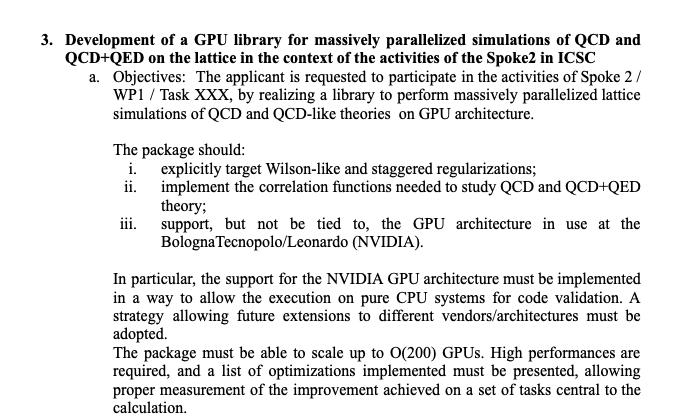 3. Development of a GPU library for massively parallelized simulations of QCD and
QCD+QED on the lattice in the context of the activities of the Spoke2 in ICSC
a. Objectives: The applicant is requested to participate in the activities of Spoke 2 /
WP1 / Task XXX, by realizing a library to perform massively parallelized lattice
simulations of QCD and QCD-like theories on GPU architecture.
The package should:
i. explicitly target Wilson-like and staggered regularizations;
ii. implement the correlation functions needed to study QCD and QCD+QED
theory;
iii. support, but not be tied to, the GPU architecture in use at the
BolognaTecnopolo/Leonardo (NVIDIA).
In particular, the support for the NVIDIA GPU architecture must be implemented
in a way to allow the execution on pure CPU systems for code validation. A
strategy allowing future extensions to different vendors/architectures must be
adopted.
The package must be able to scale up to O(200) GPUs. High performances are
required, and a list of optimizations implemented must be presented, allowing
proper measurement of the improvement achieved on a set of tasks central to the
calculation.